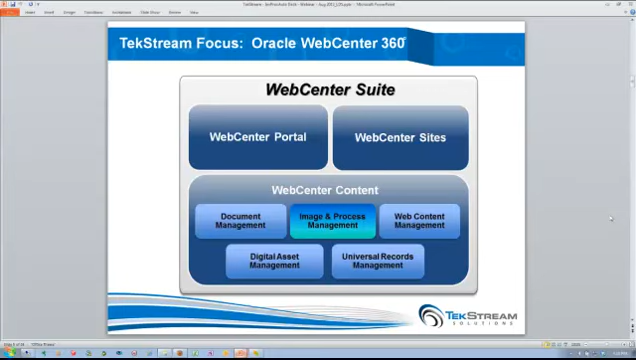 TekStream Focus: Oracle WebCenter 360°
WebCenter Suite
WebCenter Portal
WebCenter Sites
WebCenter Content
Document
Management
Image & Process
Management
Web Content
Management
Digital Asset
Management
Universal Records
Management
TEKSTREAM
SOLUTIONS